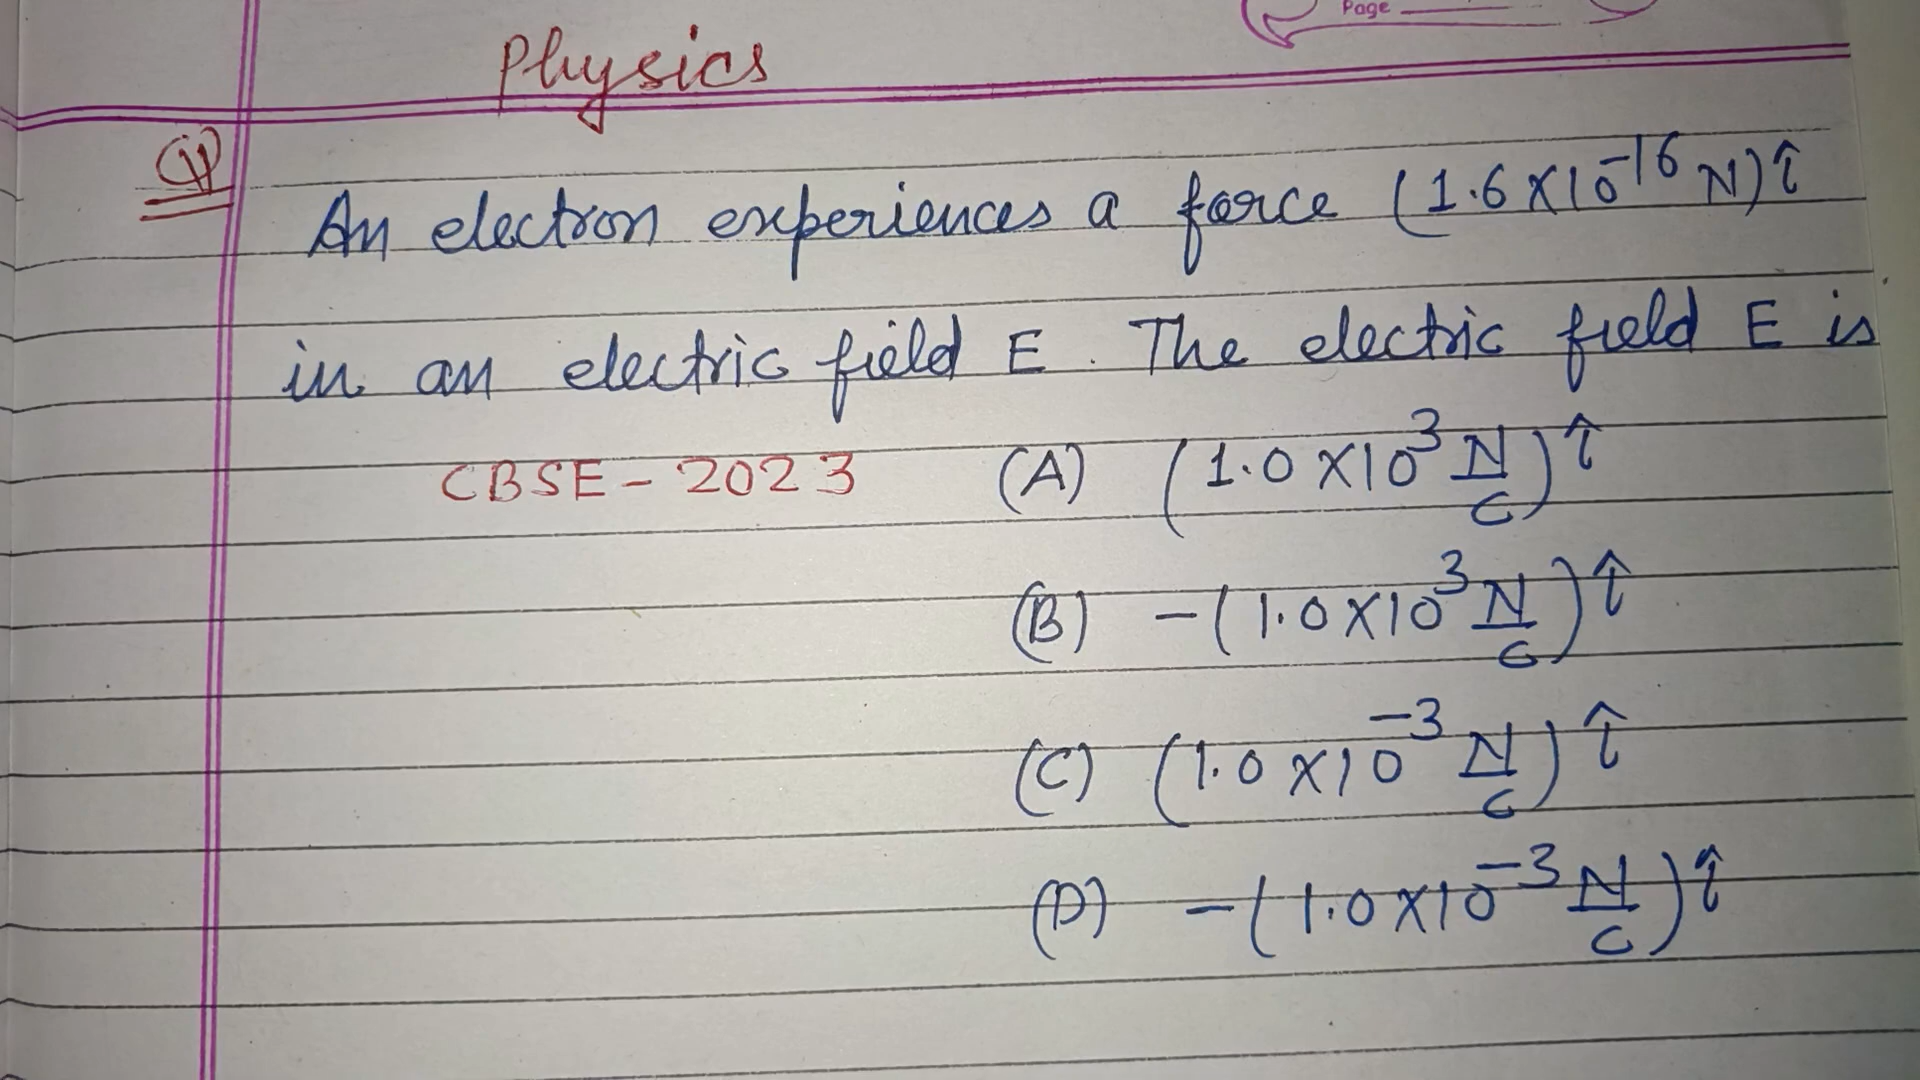 Page
Physics
Q1
An electron experiences a force (1.6×10⁻¹⁶ N) î
in an electric field E. The electric field E is
CBSE - 2023 (A) (1.0 ×10³ N/C) î
(B) -(1.0×10³ N/C) î
(C) (1.0×10⁻³ N/C) î
(D) -(1.0×10⁻³ N/C) î